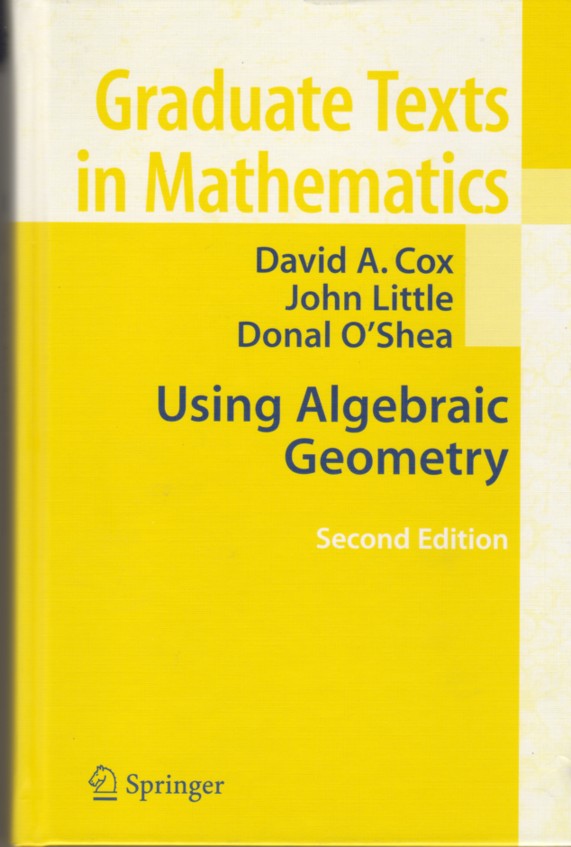 Graduate Texts
in Mathematics
David A. Cox
John Little
Donal O'Shea
Using Algebraic
Geometry
Second Edition
Springer